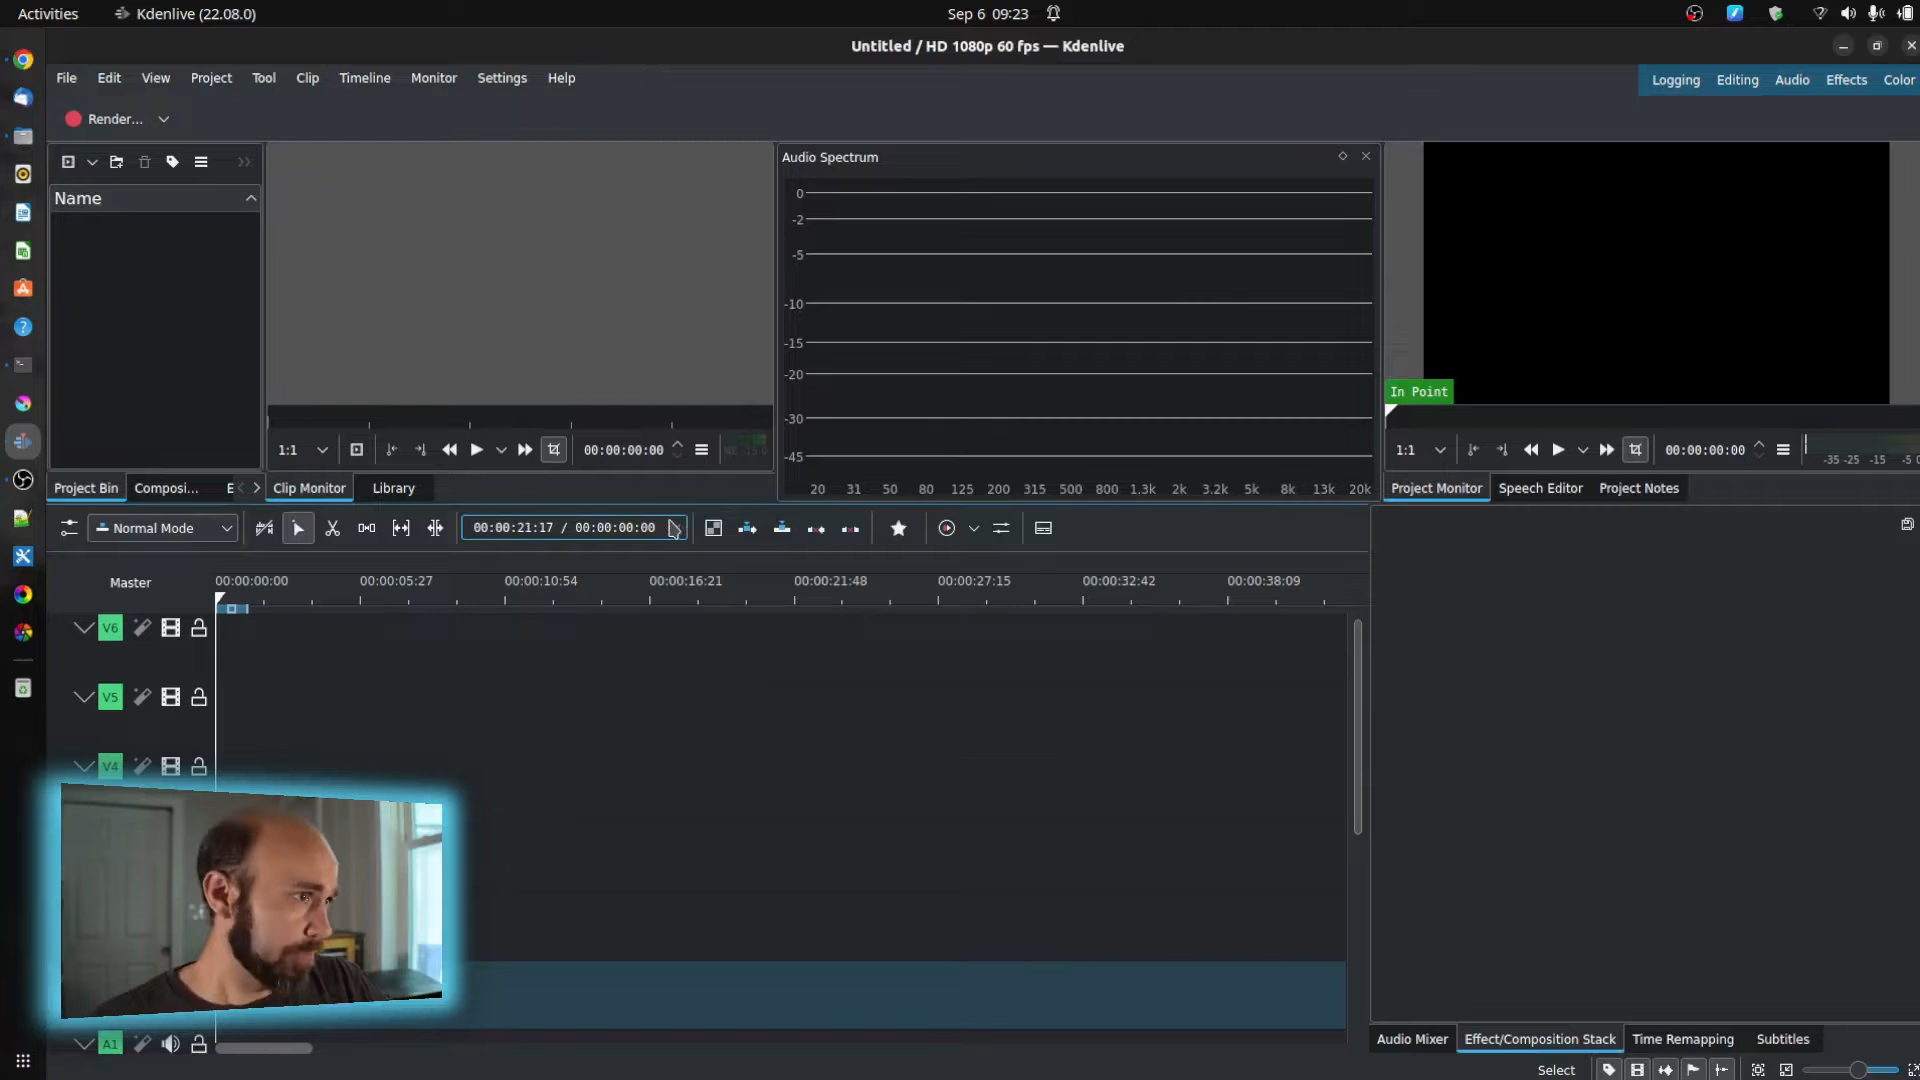 Activities Kdenlive (22.08.0) Sep 6 09:23
Untitled / HD 1080p 60 fps — Kdenlive
File Edit View Project Tool Clip Timeline Monitor Settings Help
Logging Editing Audio Effects Color
Render...
Name
Audio Spectrum
0
-2
-5
-10
-15
-20
-30
-45
20 31 50 80 125 200 315 500 800 1.3k 2k 3.2k 5k 8k 13k 20k
In Point
1:1 00:00:00:00
1:1 00:00:00:00
-35 -25 -15 -5 0
Project Bin Composi... E Clip Monitor Library
Project Monitor Speech Editor Project Notes
Normal Mode 00:00:21:17 / 00:00:00:00
Master 00:00:00:00 00:00:05:27 00:00:10:54 00:00:16:21 00:00:21:48 00:00:27:15 00:00:32:42 00:00:38:09
V6
V5
V4
A1
Audio Mixer Effect/Composition Stack Time Remapping Subtitles
Select